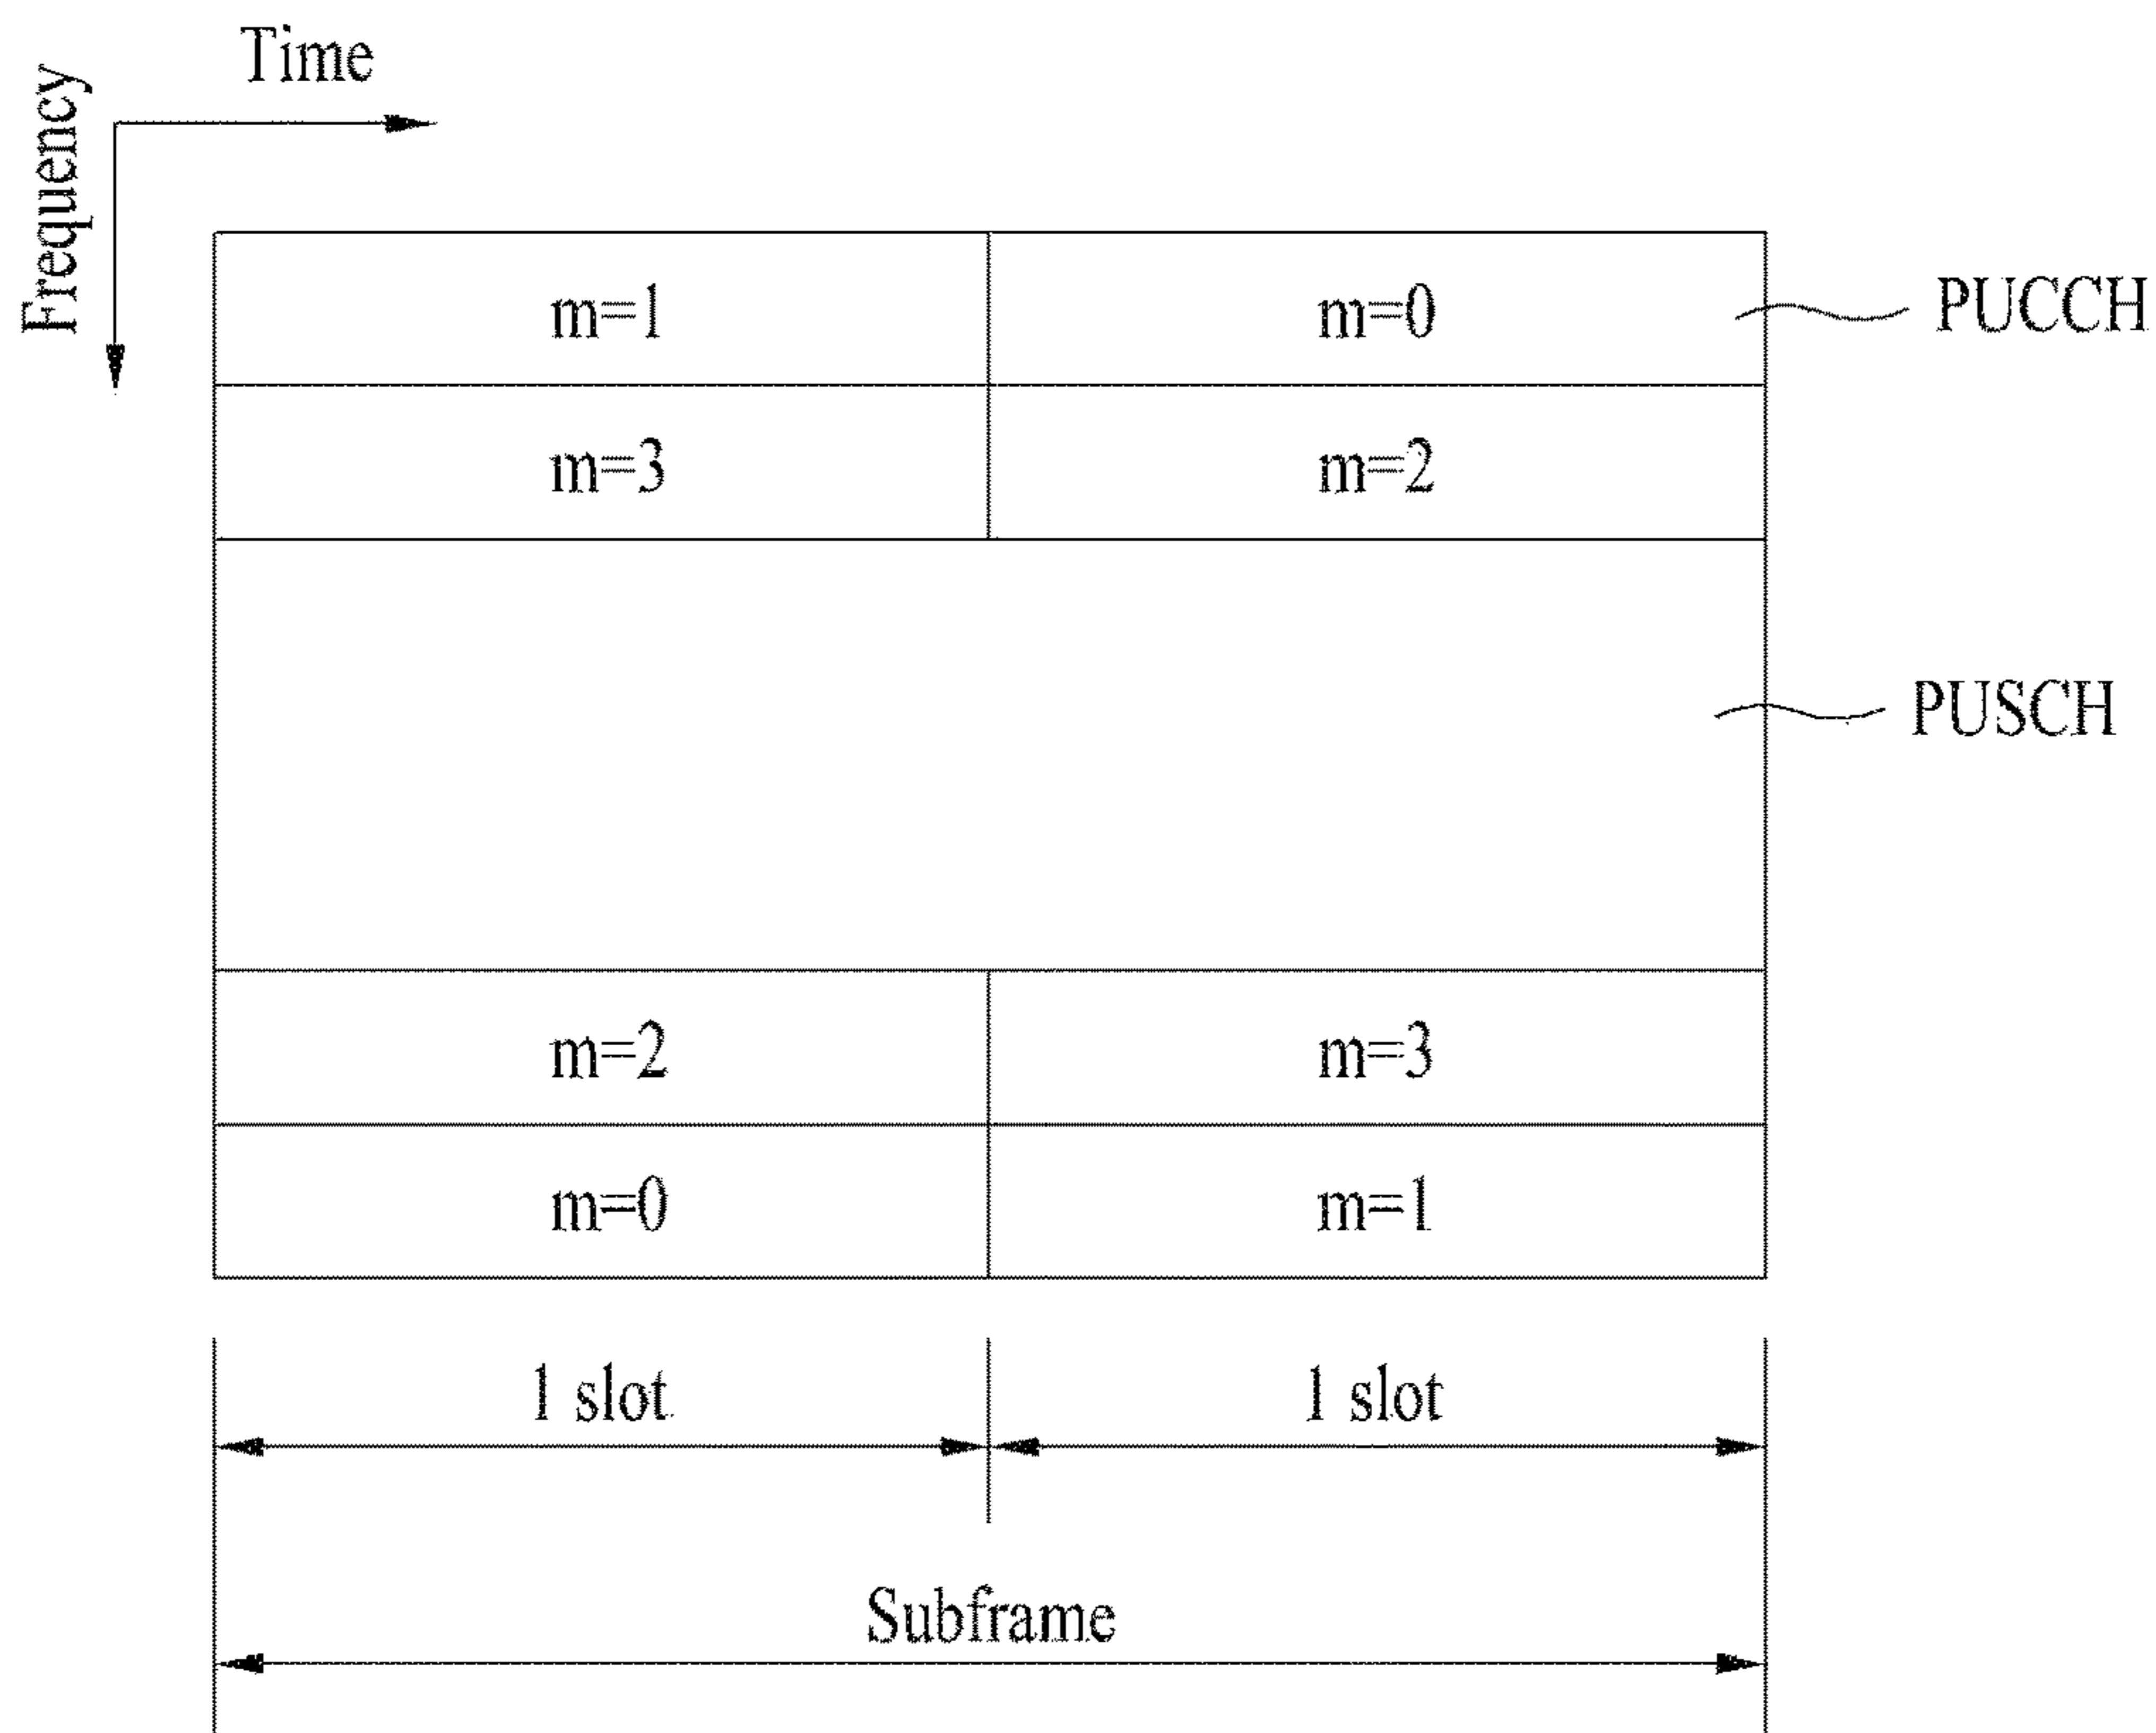 Time
Frequency
m=1 m=0 PUCCH
m=3 m=2
PUSCH
m=2 m=3
m=0 m=1
1 slot 1 slot
Subframe